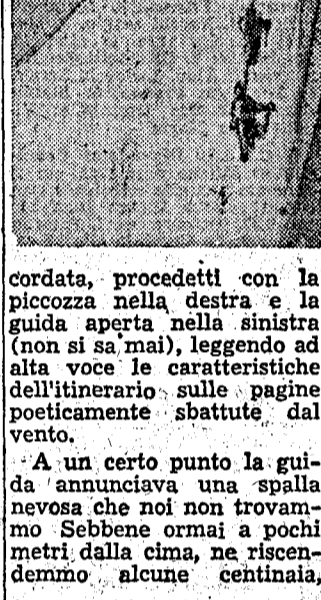 cordata, procedetti con la
piccozza nella destra e la
guida aperta nella sinistra
(non si sa mai), leggendo ad
alta voce le caratteristiche
dell'itinerario sulle pagine
poeticamente sbattute dal
vento.
A un certo punto la gui-
da annunciava una spalla
nevosa che noi non trovam-
mo Sebbene ormai a pochi
metri dalla cima, ne riscen-
demmo alcune centinaia,